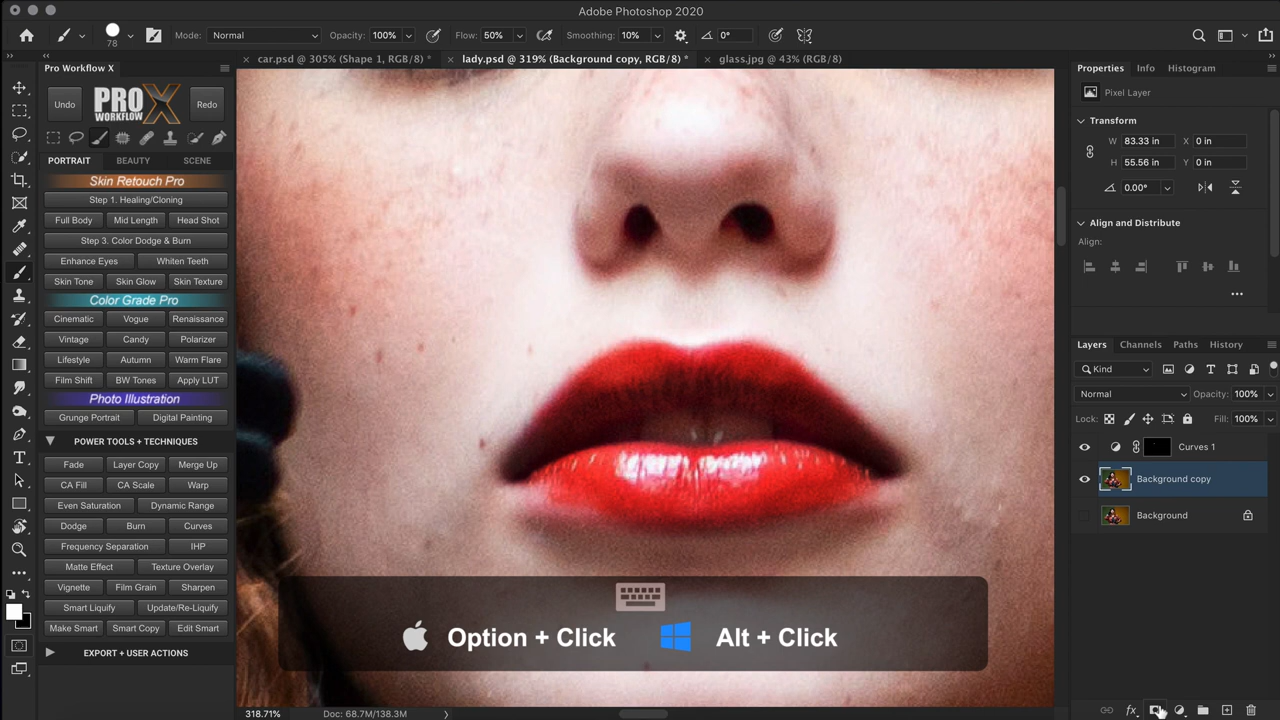 Adobe Photoshop 2020
78
Mode: Normal
Opacity: 100%
Flow: 50%
Smoothing: 10%
0°
Pro Workflow X
car.psd @ 305% (Shape 1, RGB/8) *
lady.psd @ 319% (Background copy, RGB/8) *
glass.jpg @ 43% (RGB/8)
Undo
PRO WORKFLOW X
Redo
PORTRAIT BEAUTY SCENE
Skin Retouch Pro
Step 1. Healing/Cloning
Full Body Mid Length Head Shot
Step 3. Color Dodge & Burn
Enhance Eyes Whiten Teeth
Skin Tone Skin Glow Skin Texture
Color Grade Pro
Cinematic Vogue Renaissance
Vintage Candy Polarizer
Lifestyle Autumn Warm Flare
Film Shift BW Tones Apply LUT
Photo Illustration
Grunge Portrait Digital Painting
POWER TOOLS + TECHNIQUES
Fade Layer Copy Merge Up
CA Fill CA Scale Warp
Even Saturation Dynamic Range
Dodge Burn Curves
Frequency Separation IHP
Matte Effect Texture Overlay
Vignette Film Grain Sharpen
Smart Liquify Update/Re-Liquify
Make Smart Smart Copy Edit Smart
EXPORT + USER ACTIONS
Option + Click
Alt + Click
318.71%
Doc: 68.7M/138.3M
Properties Info Histogram
Pixel Layer
Transform
W 83.33 in X 0 in
H 55.56 in Y 0 in
0.00°
Align and Distribute
Align:
Layers Channels Paths History
Kind
Normal Opacity: 100%
Lock: Fill: 100%
Curves 1
Background copy
Background